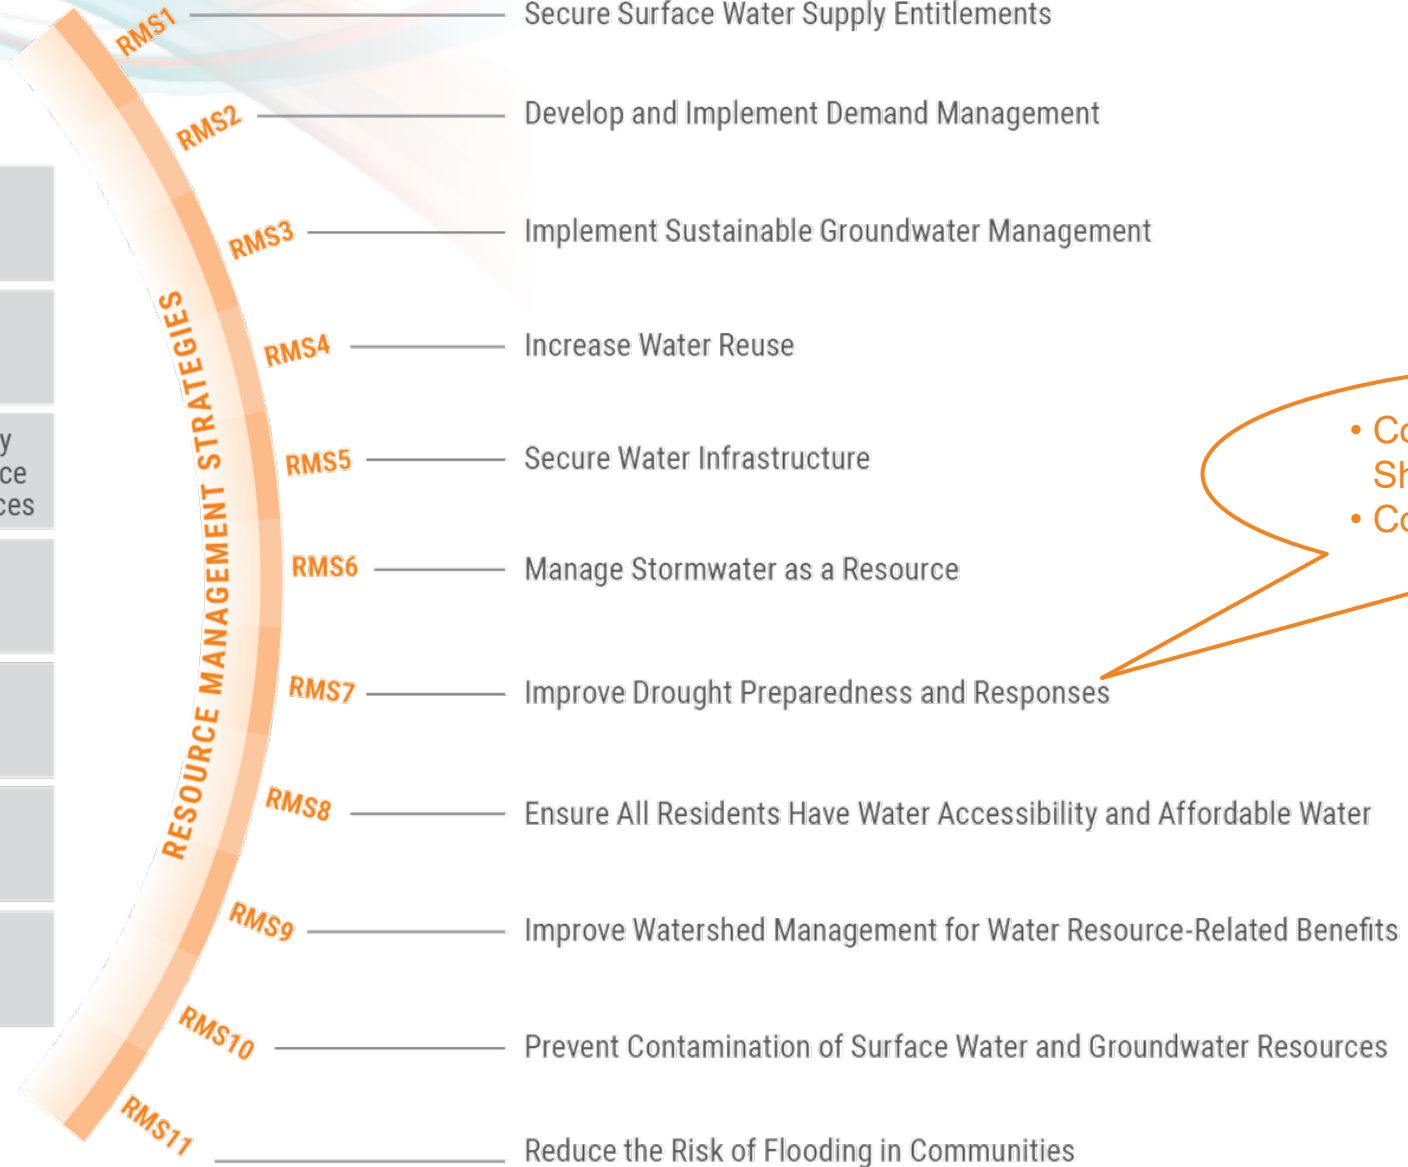 RMS1 Secure Surface Water Supply Entitlements
RMS2 Develop and Implement Demand Management
RMS3 Implement Sustainable Groundwater Management
RMS4 Increase Water Reuse
RMS5 Secure Water Infrastructure
RMS6 Manage Stormwater as a Resource
RMS7 Improve Drought Preparedness and Responses
RMS8 Ensure All Residents Have Water Accessibility and Affordable Water
RMS9 Improve Watershed Management for Water Resource-Related Benefits
RMS10 Prevent Contamination of Surface Water and Groundwater Resources
RMS11 Reduce the Risk of Flooding in Communities
RESOURCE MANAGEMENT STRATEGIES